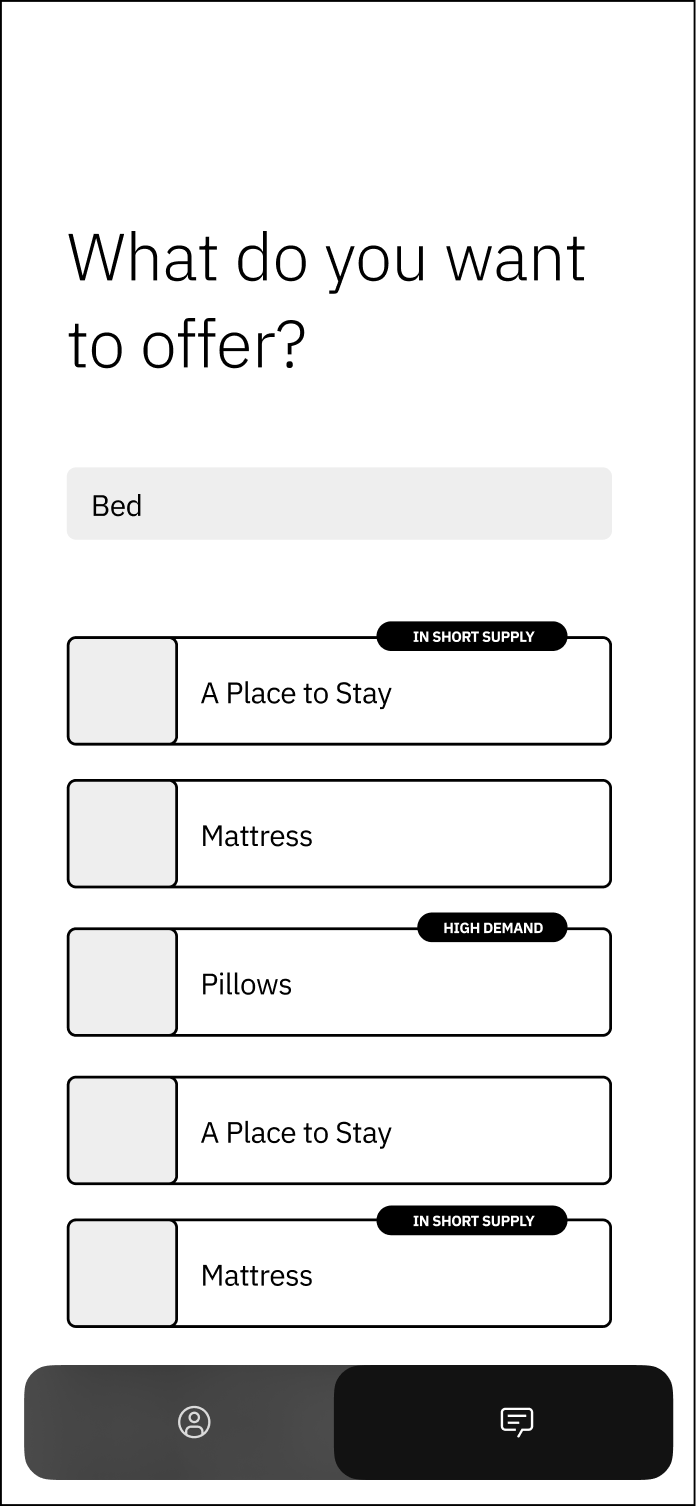 What do you want
to offer?
Bed
IN SHORT SUPPLY
A Place to Stay
Mattress
HIGH DEMAND
Pillows
A Place to Stay
IN SHORT SUPPLY
Mattress